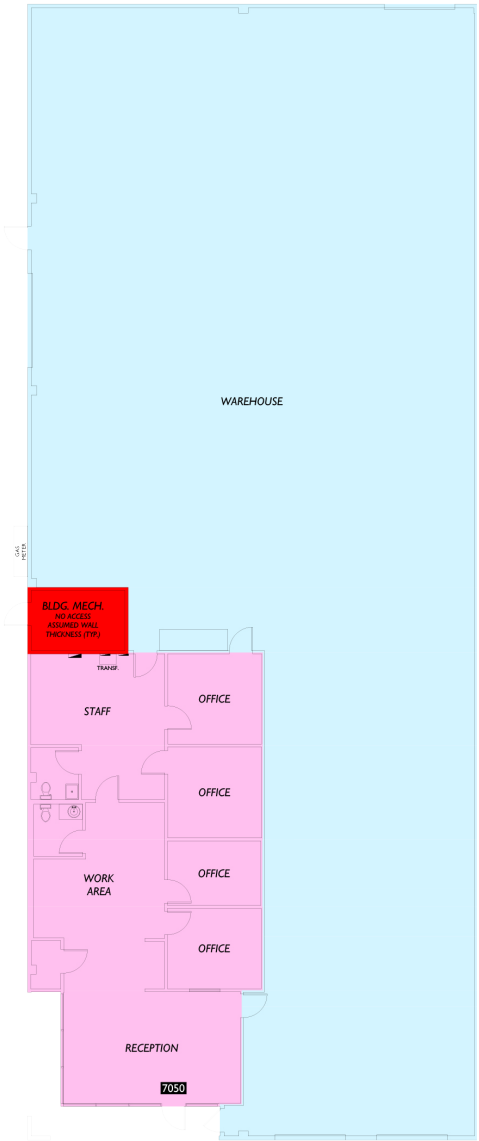 WAREHOUSE
GAS
METER
BLDG. MECH.
NO ACCESS
ASSUMED WALL
THICKNESS (TYP.)
TRANSF.
STAFF
OFFICE
OFFICE
WORK
AREA
OFFICE
OFFICE
RECEPTION
7050